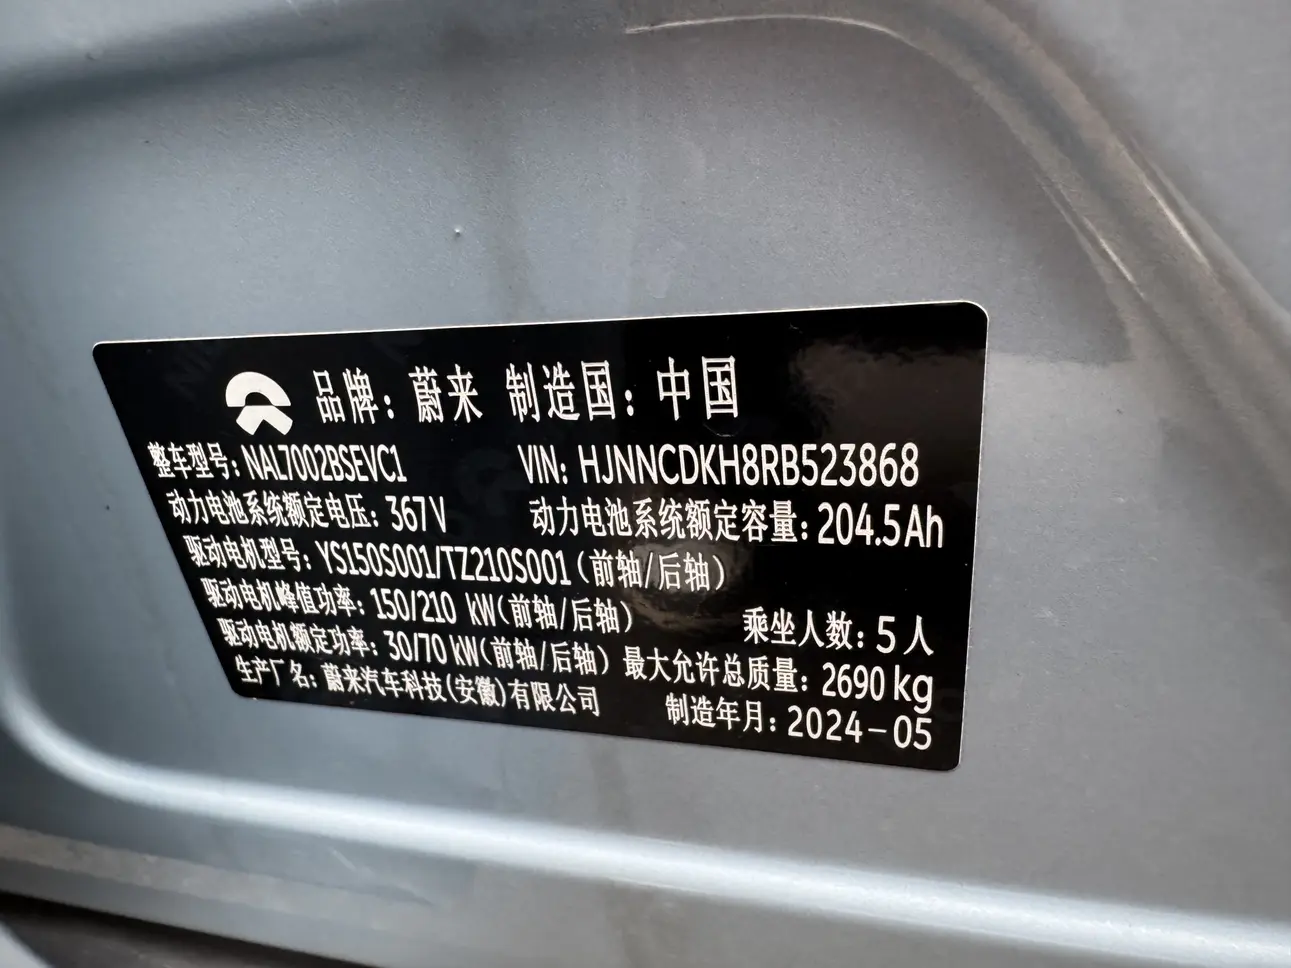 品牌：蔚来 制造国：中国
整车型号：NAL7002BSEVC1 VIN：HJNNCDKH8RB523868
动力电池系统额定电压：367V 动力电池系统额定容量：204.5Ah
驱动电机型号：YS150S001/TZ210S001（前轴/后轴）
驱动电机峰值功率：150/210 kW（前轴/后轴） 乘坐人数：5人
驱动电机额定功率：30/70 kW（前轴/后轴） 最大允许总质量：2690kg
生产厂名：蔚来汽车科技（安徽）有限公司 制造年月：2024-05